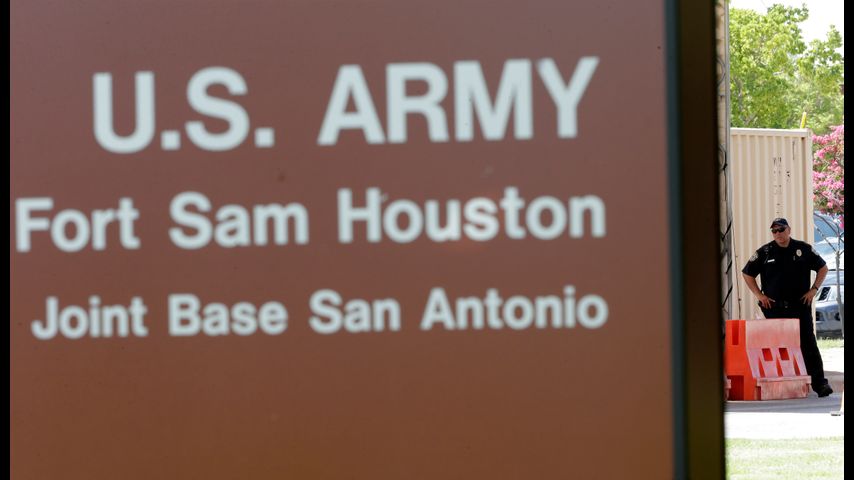 U.S. ARMY
Fort Sam Houston
Joint Base San Antonio